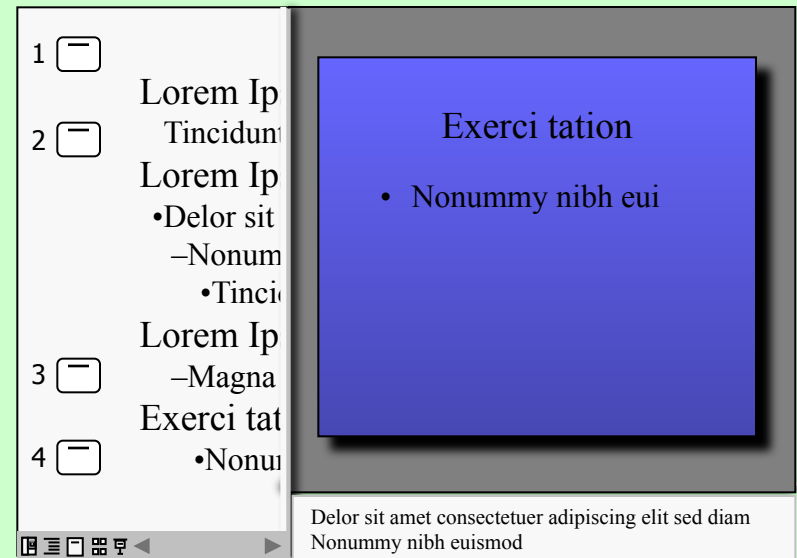 1
Lorem Ip
Tincidunt
2
Lorem Ip
•Delor sit
–Nonum
•Tinci
Lorem Ip
3
–Magna
Exerci tat
4
•Nonu
Exerci tation
• Nonummy nibh eui
Delor sit amet consectetuer adipiscing elit sed diam
Nonummy nibh euismod